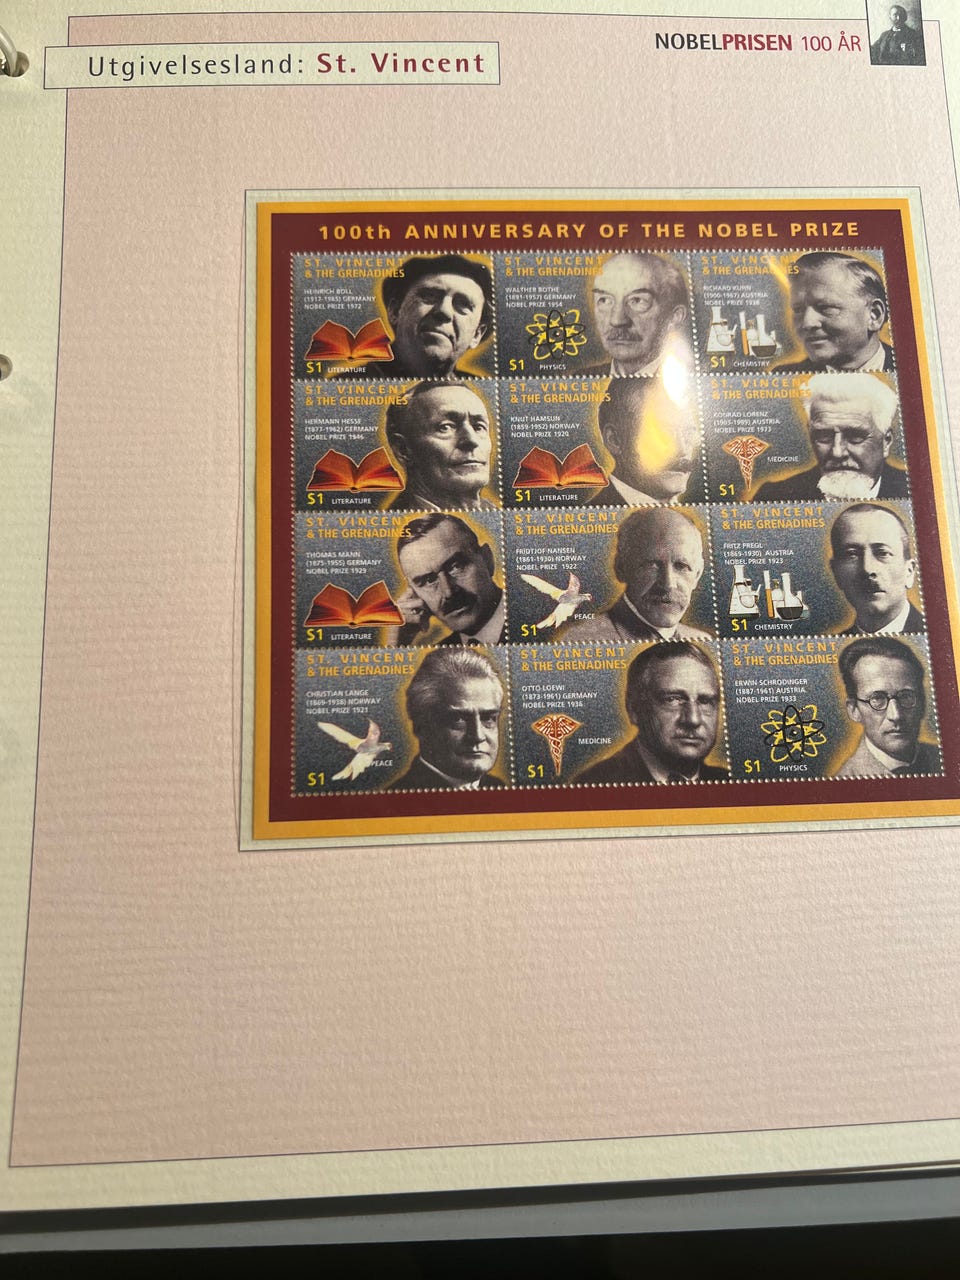 Utgivelsesland: St. Vincent
NOBELPRISEN 100 ÅR
100th ANNIVERSARY OF THE NOBEL PRIZE
ST. VINCENT
& THE GRENADINES
HEINRICH BOLL
(1917-1985) GERMANY
NOBEL PRIZE 1972
$1 LITERATURE
ST. VINCENT
& THE GRENADINES
WALTHER BOTHE
(1891-1957) GERMANY
NOBEL PRIZE 1954
$1 PHYSICS
ST. VINCENT
& THE GRENADINES
RICHARD KUHN
(1900-1967) AUSTRIA
NOBEL PRIZE 1938
$1 CHEMISTRY
ST. VINCENT
& THE GRENADINES
HERMANN HESSE
(1877-1962) GERMANY
NOBEL PRIZE 1946
$1 LITERATURE
ST. VINCENT
& THE GRENADINES
KNUT HAMSUN
(1859-1952) NORWAY
NOBEL PRIZE 1920
$1 LITERATURE
ST. VINCENT
& THE GRENADINES
KONRAD LORENZ
(1903-1989) AUSTRIA
NOBEL PRIZE 1973
MEDICINE
$1
ST. VINCENT
& THE GRENADINES
THOMAS MANN
(1875-1955) GERMANY
NOBEL PRIZE 1929
$1 LITERATURE
ST. VINCENT
& THE GRENADINES
FRIDTJOF NANSEN
(1861-1930) NORWAY
NOBEL PRIZE 1922
PEACE
$1
ST. VINCENT
& THE GRENADINES
FRITZ PREGL
(1869-1930) AUSTRIA
NOBEL PRIZE 1923
$1 CHEMISTRY
ST. VINCENT
& THE GRENADINES
CHRISTIAN LANGE
(1869-1938) NORWAY
NOBEL PRIZE 1921
PEACE
$1
ST. VINCENT
& THE GRENADINES
OTTO LOEWI
(1873-1961) GERMANY
NOBEL PRIZE 1936
MEDICINE
$1
ST. VINCENT
& THE GRENADINES
ERWIN SCHRODINGER
(1887-1961) AUSTRIA
NOBEL PRIZE 1933
$1 PHYSICS